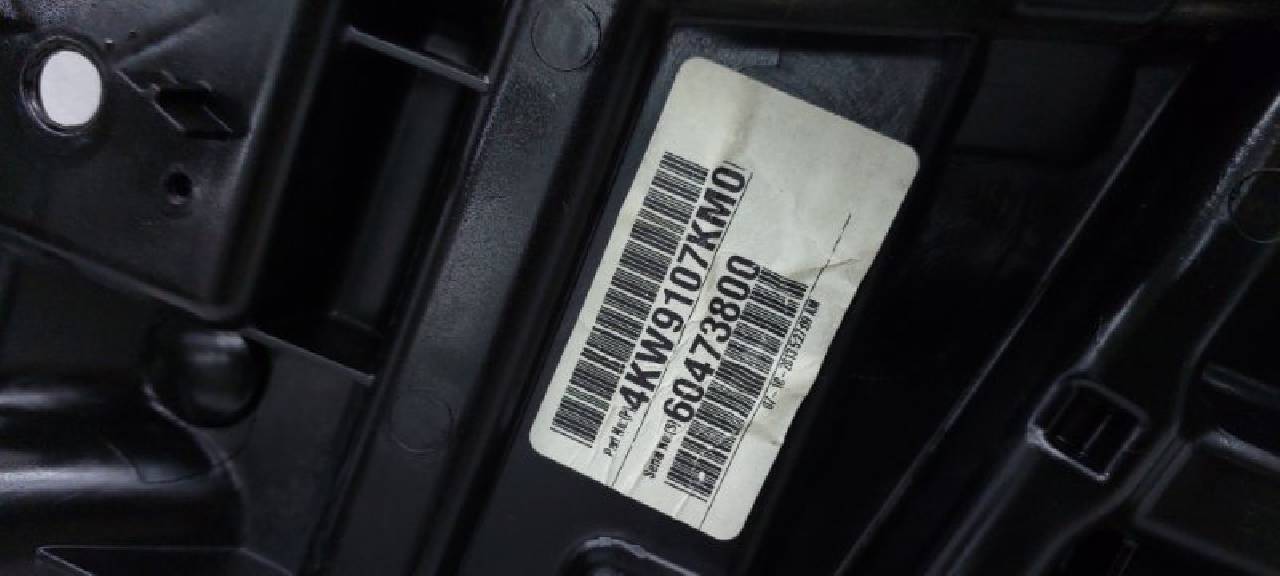 Part No: (P)
4KW9107KM0
Serial No: (S)
60473800